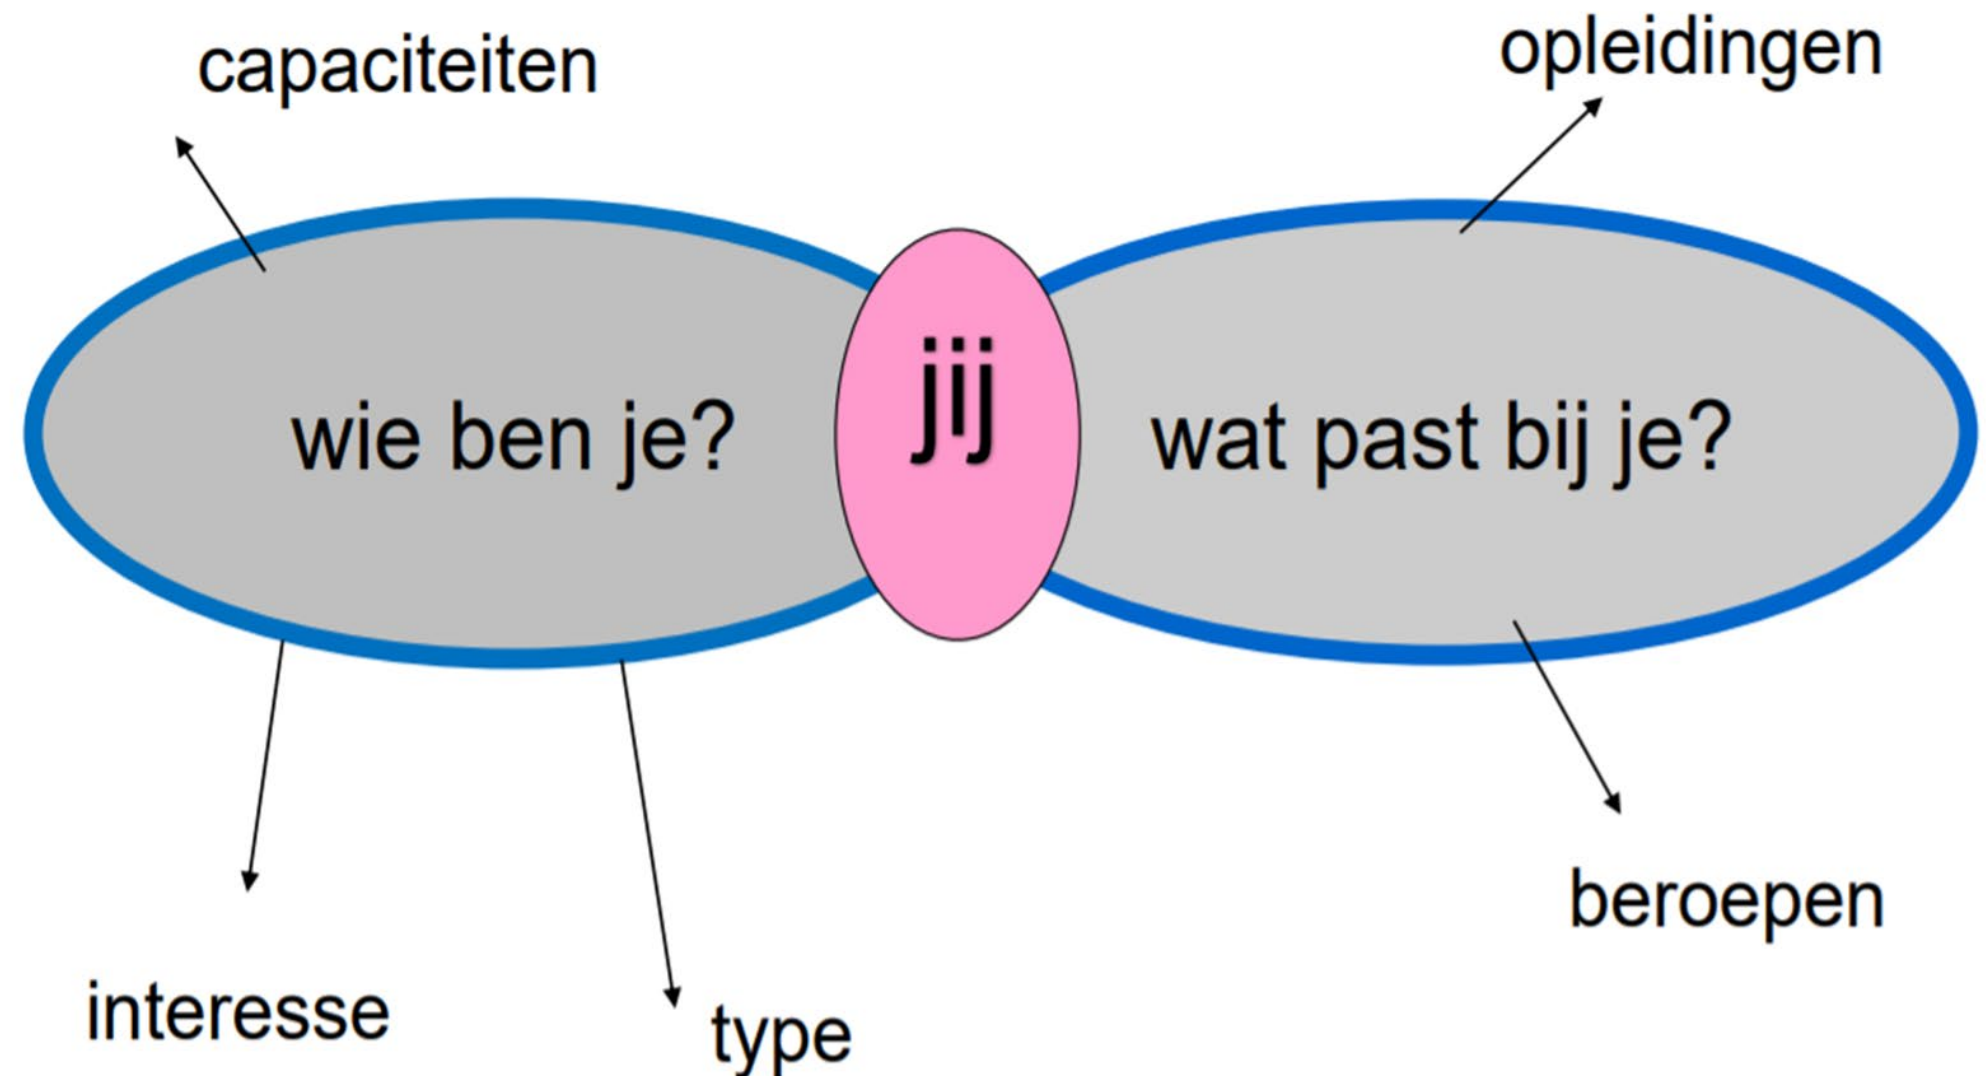 capaciteiten
opleidingen
wie ben je?
jij
wat past bij je?
beroepen
interesse
type